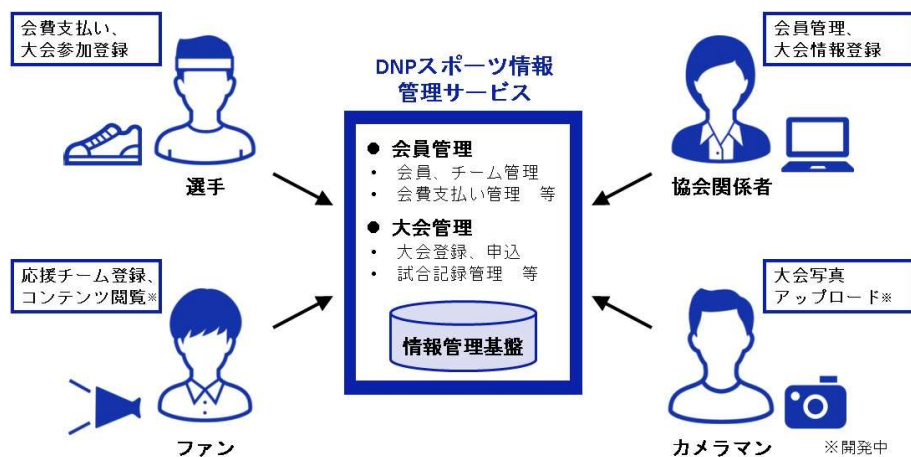 会費支払い、
大会参加登録
選手
DNPスポーツ情報
管理サービス
● 会員管理
・ 会員、チーム管理
・ 会費支払い管理　等
● 大会管理
・ 大会登録、申込
・ 試合記録管理　等
情報管理基盤
会員管理、
大会情報登録
協会関係者
応援チーム登録、
コンテンツ閲覧※
ファン
大会写真
アップロード※
カメラマン
※開発中